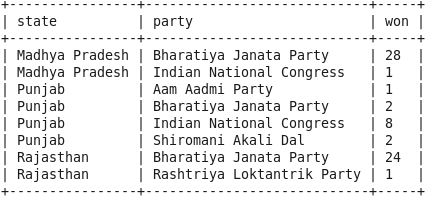 +----------------+---------------------------+-----+
| state          | party                     | won |
+----------------+---------------------------+-----+
| Madhya Pradesh | Bharatiya Janata Party    | 28  |
| Madhya Pradesh | Indian National Congress  | 1   |
| Punjab         | Aam Aadmi Party           | 1   |
| Punjab         | Bharatiya Janata Party    | 2   |
| Punjab         | Indian National Congress  | 8   |
| Punjab         | Shiromani Akali Dal       | 2   |
| Rajasthan      | Bharatiya Janata Party    | 24  |
| Rajasthan      | Rashtriya Loktantrik Party | 1   |
+----------------+---------------------------+-----+